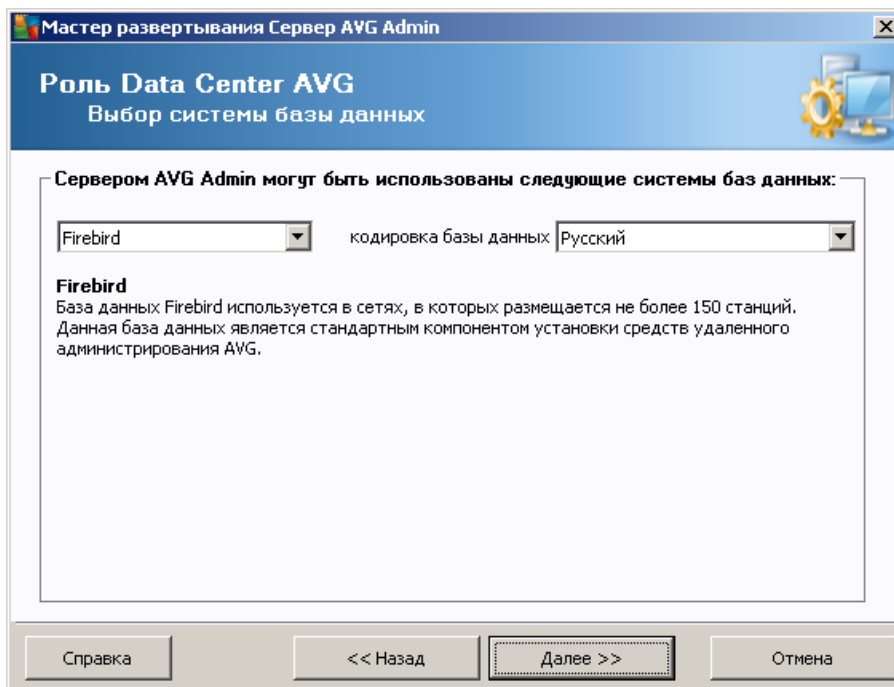 Мастер развертывания Сервер AVG Admin
Роль Data Center AVG
Выбор системы базы данных
Сервером AVG Admin могут быть использованы следующие системы баз данных:
Firebird кодировка базы данных Русский
Firebird
База данных Firebird используется в сетях, в которых размещается не более 150 станций.
Данная база данных является стандартным компонентом установки средств удаленного
администрирования AVG.
Справка << Назад Далее >> Отмена